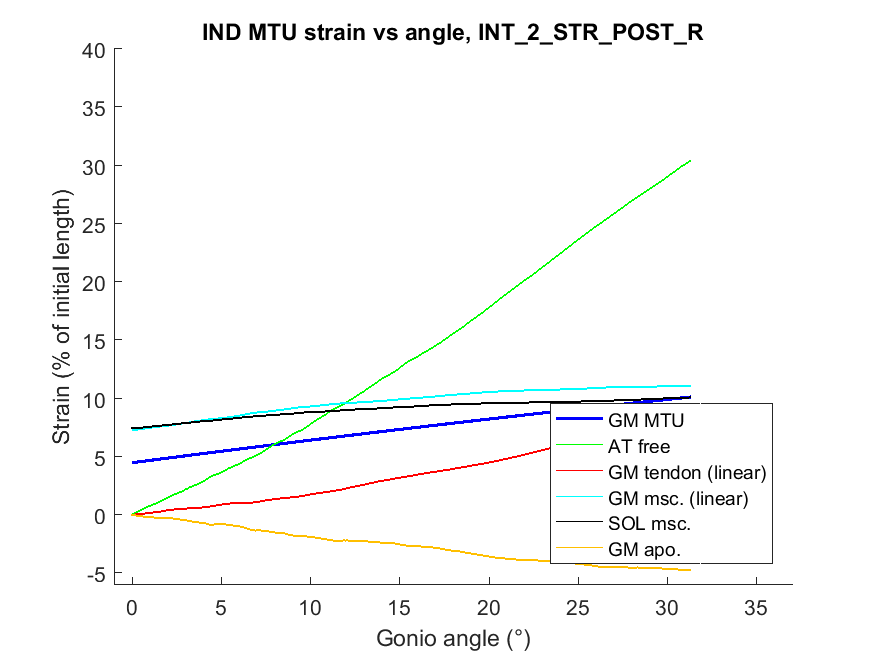 IND MTU strain vs angle, INT_2_STR_POST_R
40
35
30
25
20
15
10
5
0
-5
Strain (% of initial length)
0 5 10 15 20 25 30 35
Gonio angle (°)
GM MTU
AT free
GM tendon (linear)
GM msc. (linear)
SOL msc.
GM apo.